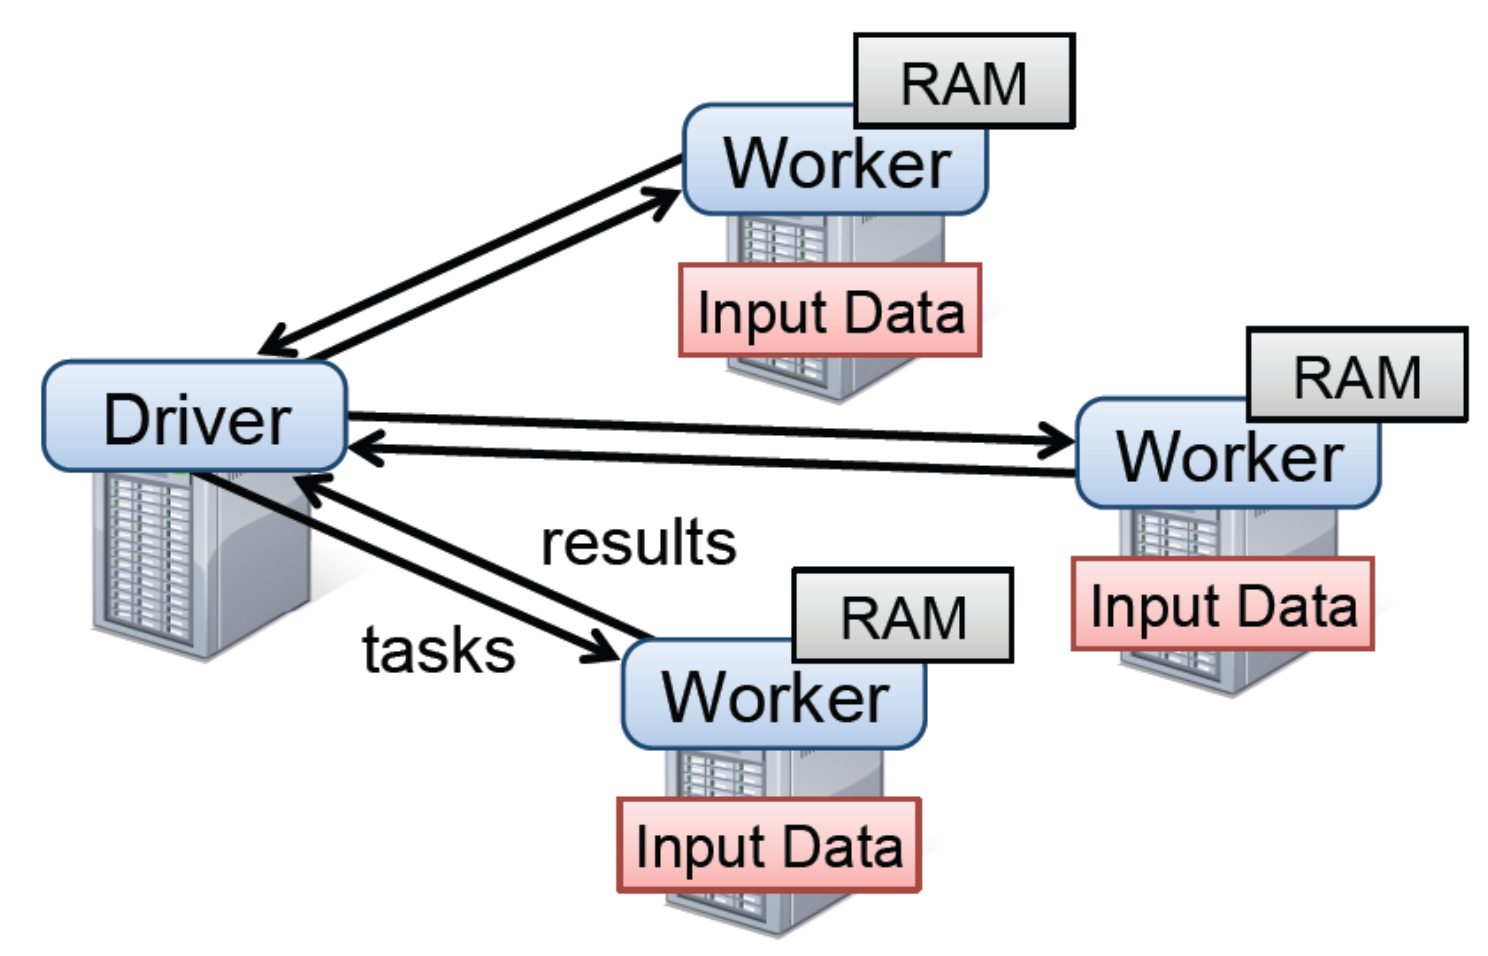 RAM
Worker
Input Data
RAM
Driver
Worker
results
Input Data
RAM
tasks
Worker
Input Data